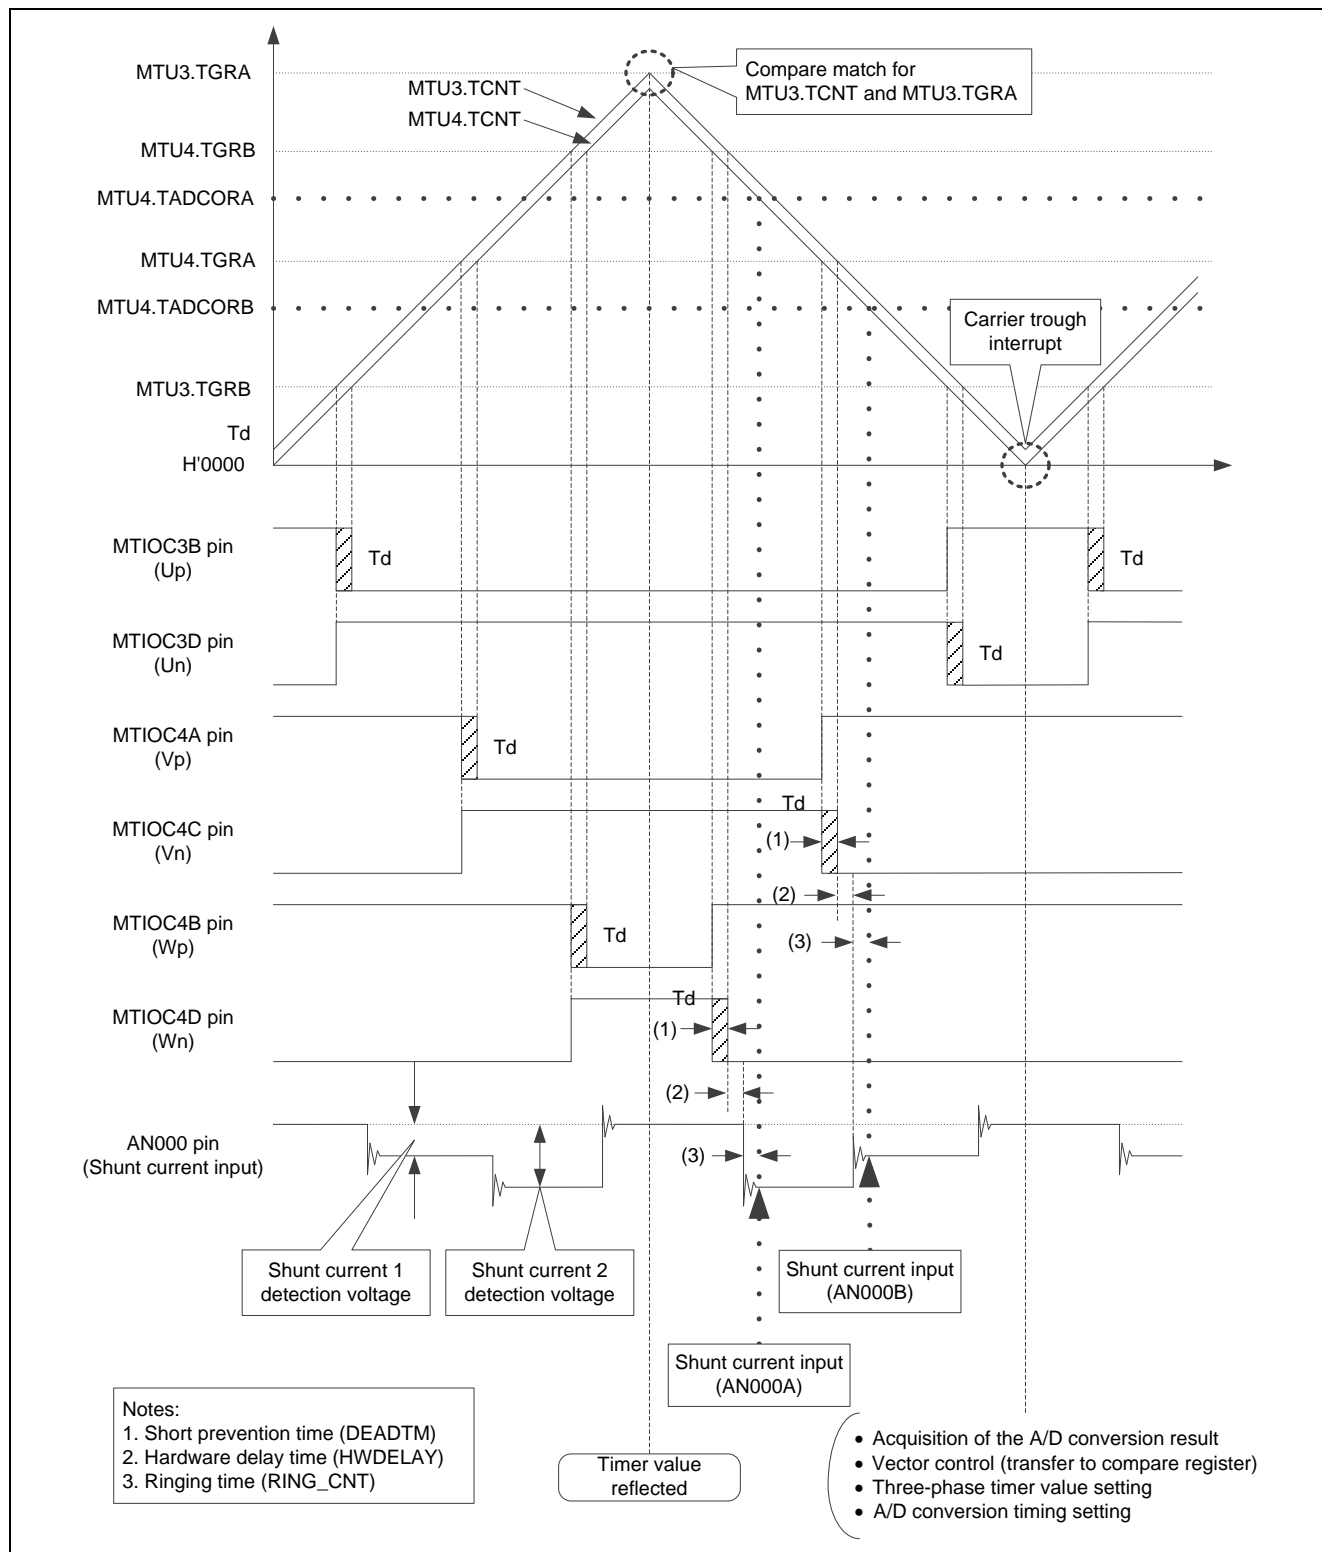 MTU3.TGRA
Compare match for
MTU3.TCNT and MTU3.TGRA
MTU3.TCNT
MTU4.TCNT
MTU4.TGRB
MTU4.TADCORA
MTU4.TGRA
MTU4.TADCORB
Carrier trough
interrupt
MTU3.TGRB
Td
H'0000
MTIOC3B pin
(Up)
Td
Td
MTIOC3D pin
(Un)
Td
MTIOC4A pin
(Vp)
Td
Td
MTIOC4C pin
(Vn)
(1)
(2)
MTIOC4B pin
(Wp)
Td
(3)
Td
MTIOC4D pin
(Wn)
(1)
(2)
AN000 pin
(Shunt current input)
(3)
Shunt current 1
detection voltage
Shunt current 2
detection voltage
Shunt current input
(AN000B)
Shunt current input
(AN000A)
Notes:
1. Short prevention time (DEADTM)
2. Hardware delay time (HWDELAY)
3. Ringing time (RING_CNT)
Timer value
reflected
• Acquisition of the A/D conversion result
• Vector control (transfer to compare register)
• Three-phase timer value setting
• A/D conversion timing setting